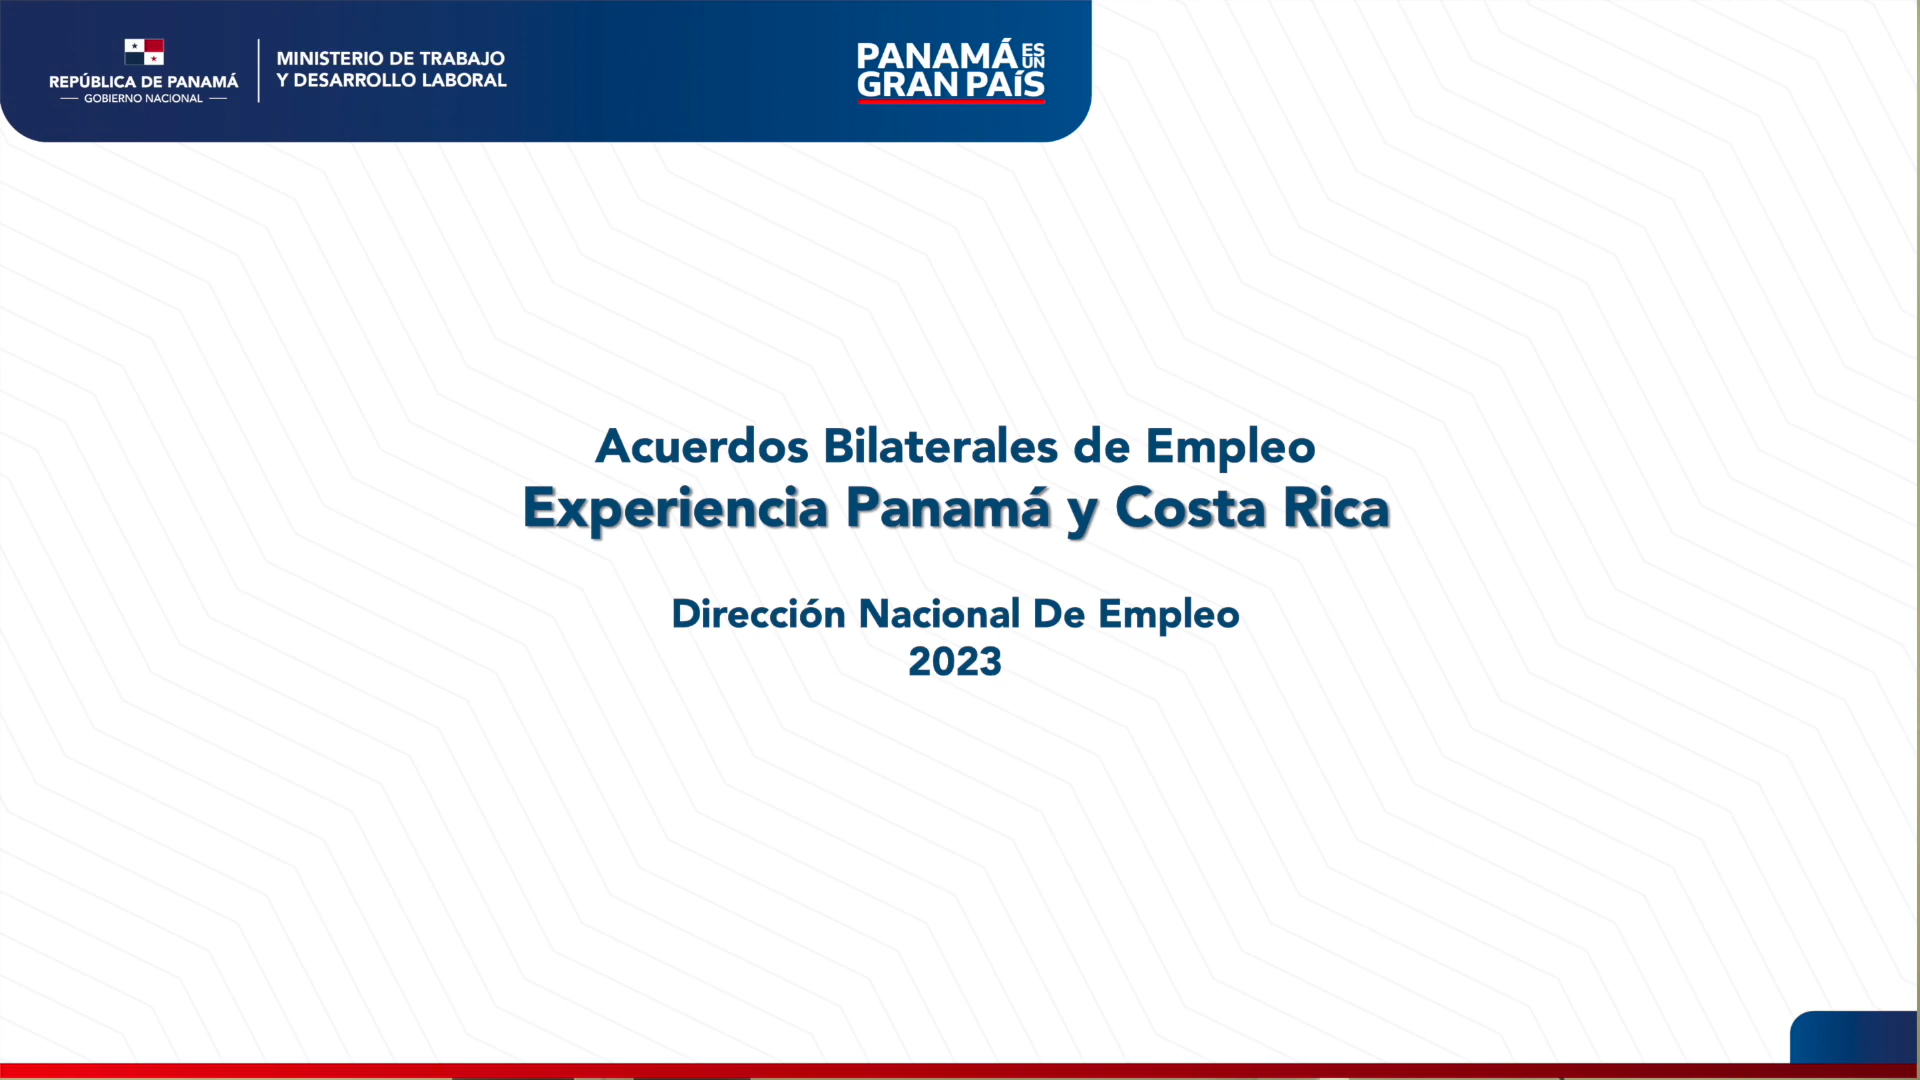 REPÚBLICA DE PANAMÁ
— GOBIERNO NACIONAL —
MINISTERIO DE TRABAJO
Y DESARROLLO LABORAL
PANAMÁ ES UN
GRAN PAÍS
Acuerdos Bilaterales de Empleo
Experiencia Panamá y Costa Rica
Dirección Nacional De Empleo
2023